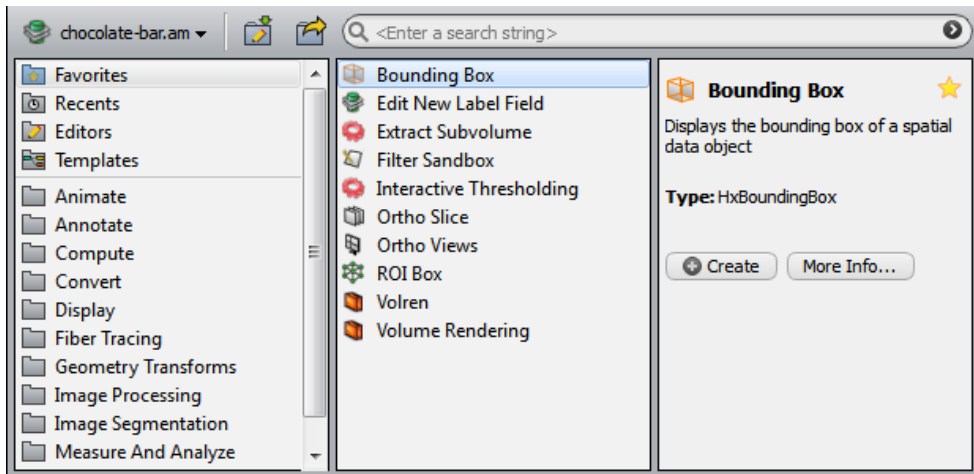 chocolate-bar.am
<Enter a search string>
Favorites
Recents
Editors
Templates
Animate
Annotate
Compute
Convert
Display
Fiber Tracing
Geometry Transforms
Image Processing
Image Segmentation
Measure And Analyze
Bounding Box
Edit New Label Field
Extract Subvolume
Filter Sandbox
Interactive Thresholding
Ortho Slice
Ortho Views
ROI Box
Volren
Volume Rendering
Bounding Box
Displays the bounding box of a spatial
data object
Type: HxBoundingBox
Create
More Info...